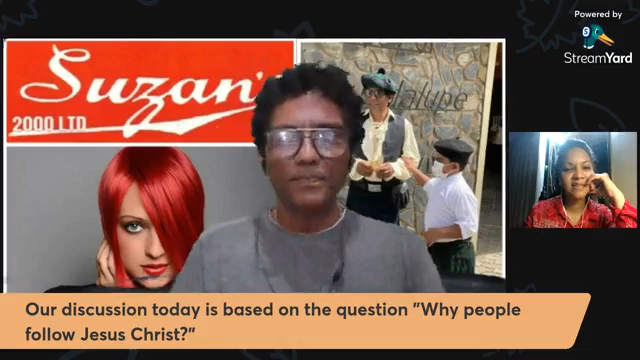 Powered by
StreamYard
Suzan's
2000 LTD
Our discussion today is based on the question "Why people
follow Jesus Christ?"